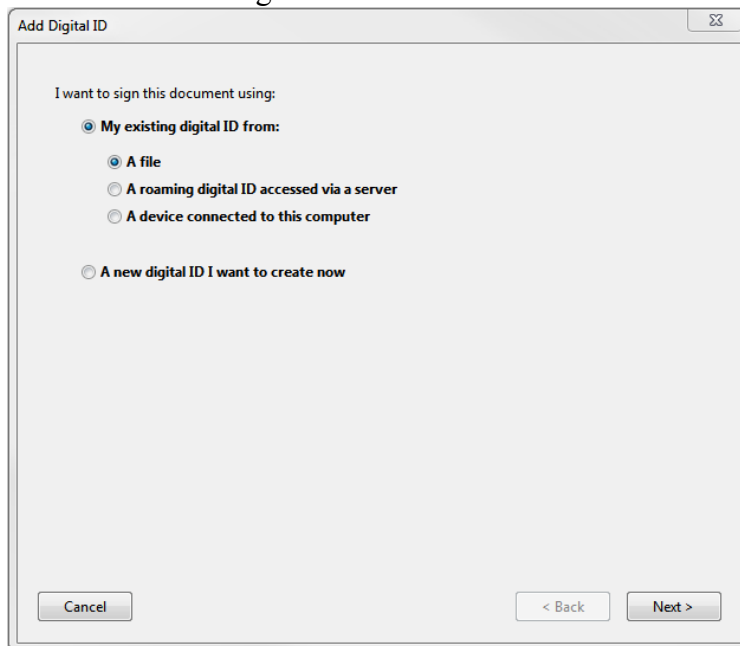 Add Digital ID
I want to sign this document using:
My existing digital ID from:
A file
A roaming digital ID accessed via a server
A device connected to this computer
A new digital ID I want to create now
Cancel
< Back
Next >